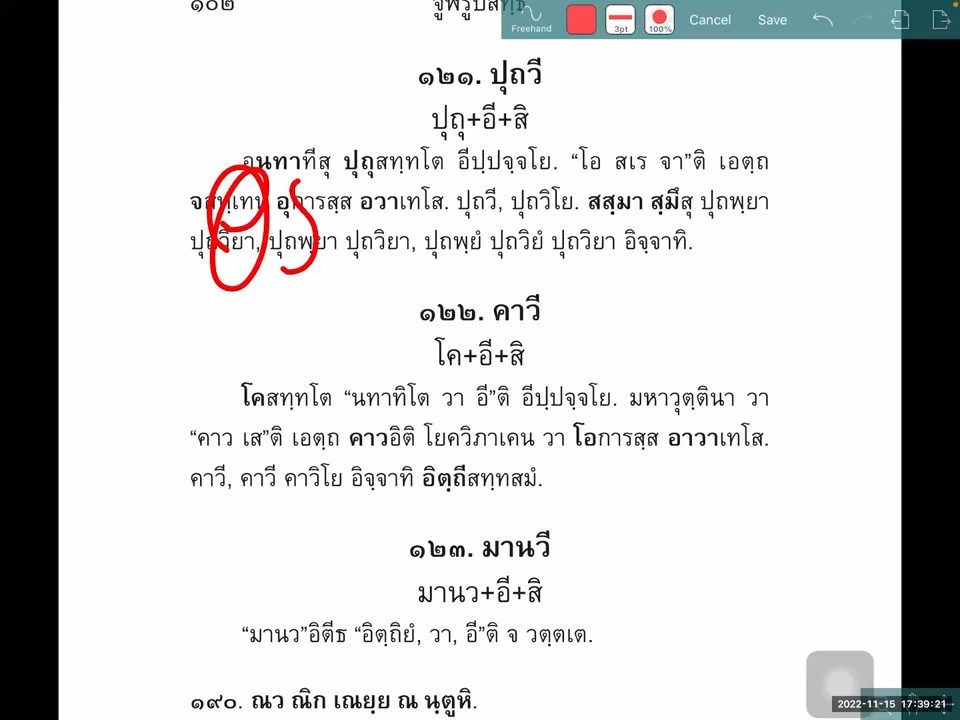 ๑๐๒ จูฬรูปสิทฺธิ
Freehand 3pt 100% Cancel Save
๑๒๑. ปุถวี
ปุถุ+อี+สิ
อนทาทีสุ ปุถุสทฺทโต อีปฺปจฺจโย. “โอ สเร จา”ติ เอตฺถ
จสทฺเทน อุการสฺส อวาเทโส. ปุถวี, ปุถวิโย. สสฺมา สฺมึสุ ปุถพฺยา
ปุถวิยา, ปุถพฺยา ปุถวิยา, ปุถพฺยํ ปุถวิยํ ปุถวิยา อิจฺจาทิ.
๑๒๒. คาวี
โค+อี+สิ
โคสทฺทโต “นทาทิโต วา อี”ติ อีปฺปจฺจโย. มหาวุตฺตินา วา
“คาว เส”ติ เอตฺถ คาวอิติ โยควิภาเคน วา โอการสฺส อาวาเทโส.
คาวี, คาวี คาวิโย อิจฺจาทิ อิตฺถีสทฺทสมํ.
๑๒๓. มานวี
มานว+อี+สิ
“มานว”อิตีธ “อิตฺถิยํ, วา, อี”ติ จ วตฺตเต.
๑๙๐. ณว ณิก เณยฺย ณ นฺตูหิ.
2022-11-15 17:39:21